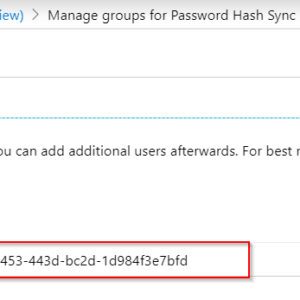 iew) > Manage groups for Password Hash Sync
ou can add additional users afterwards. For best
453-443d-bc2d-1d984f3e7bfd